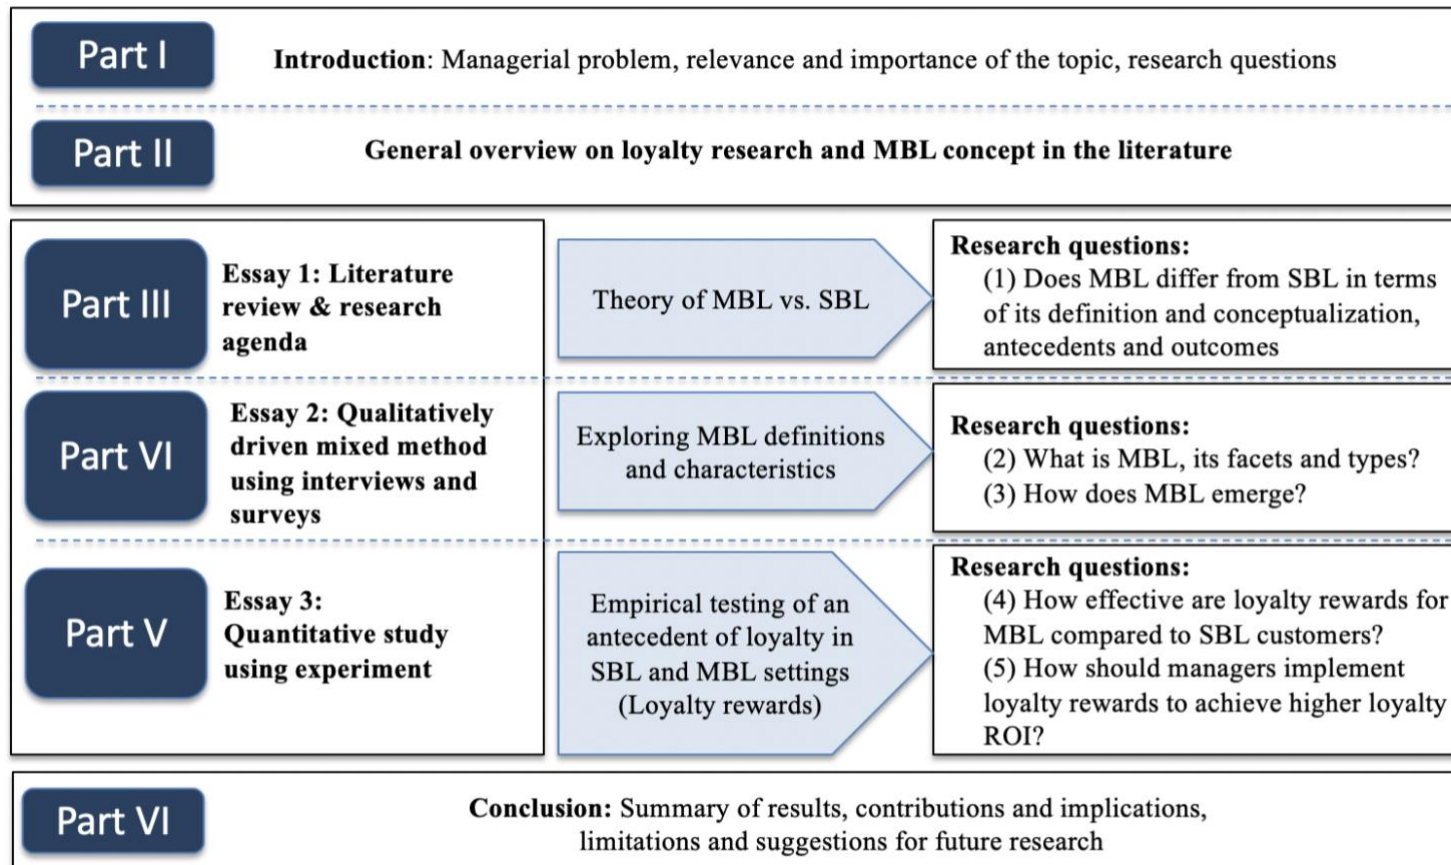 Part I
Introduction: Managerial problem, relevance and importance of the topic, research questions
Part II
General overview on loyalty research and MBL concept in the literature
Part III
Essay 1: Literature
review & research
agenda
Theory of MBL vs. SBL
Research questions:
(1) Does MBL differ from SBL in terms
of its definition and conceptualization,
antecedents and outcomes
Part VI
Essay 2: Qualitatively
driven mixed method
using interviews and
surveys
Exploring MBL definitions
and characteristics
Research questions:
(2) What is MBL, its facets and types?
(3) How does MBL emerge?
Part V
Essay 3:
Quantitative study
using experiment
Empirical testing of an
antecedent of loyalty in
SBL and MBL settings
(Loyalty rewards)
Research questions:
(4) How effective are loyalty rewards for
MBL compared to SBL customers?
(5) How should managers implement
loyalty rewards to achieve higher loyalty
ROI?
Part VI
Conclusion: Summary of results, contributions and implications,
limitations and suggestions for future research